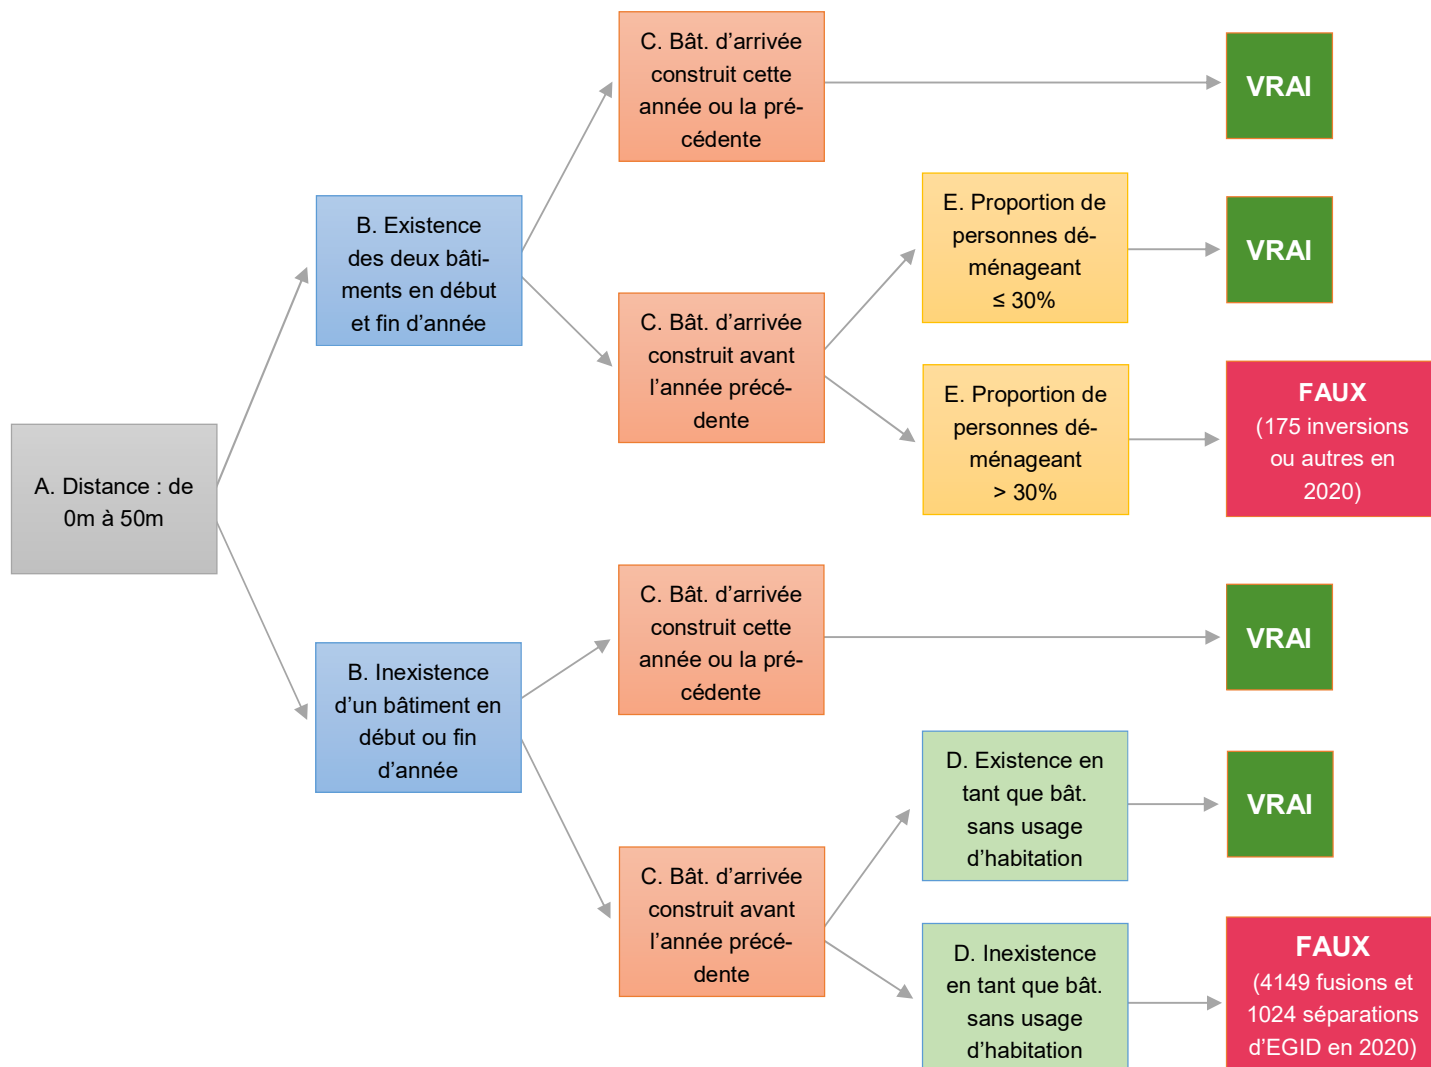 A. Distance : de
0m à 50m
B. Existence
des deux bâti-
ments en début
et fin d’année
C. Bât. d’arrivée
construit cette
année ou la pré-
cédente
VRAI
C. Bât. d’arrivée
construit avant
l’année précé-
dente
E. Proportion de
personnes dé-
ménageant
≤ 30%
VRAI
E. Proportion de
personnes dé-
ménageant
> 30%
FAUX
(175 inversions
ou autres en
2020)
B. Inexistence
d’un bâtiment en
début ou fin
d’année
C. Bât. d’arrivée
construit cette
année ou la pré-
cédente
VRAI
C. Bât. d’arrivée
construit avant
l’année précé-
dente
D. Existence en
tant que bât.
sans usage
d’habitation
VRAI
D. Inexistence
en tant que bât.
sans usage
d’habitation
FAUX
(4149 fusions et
1024 séparations
d’EGID en 2020)